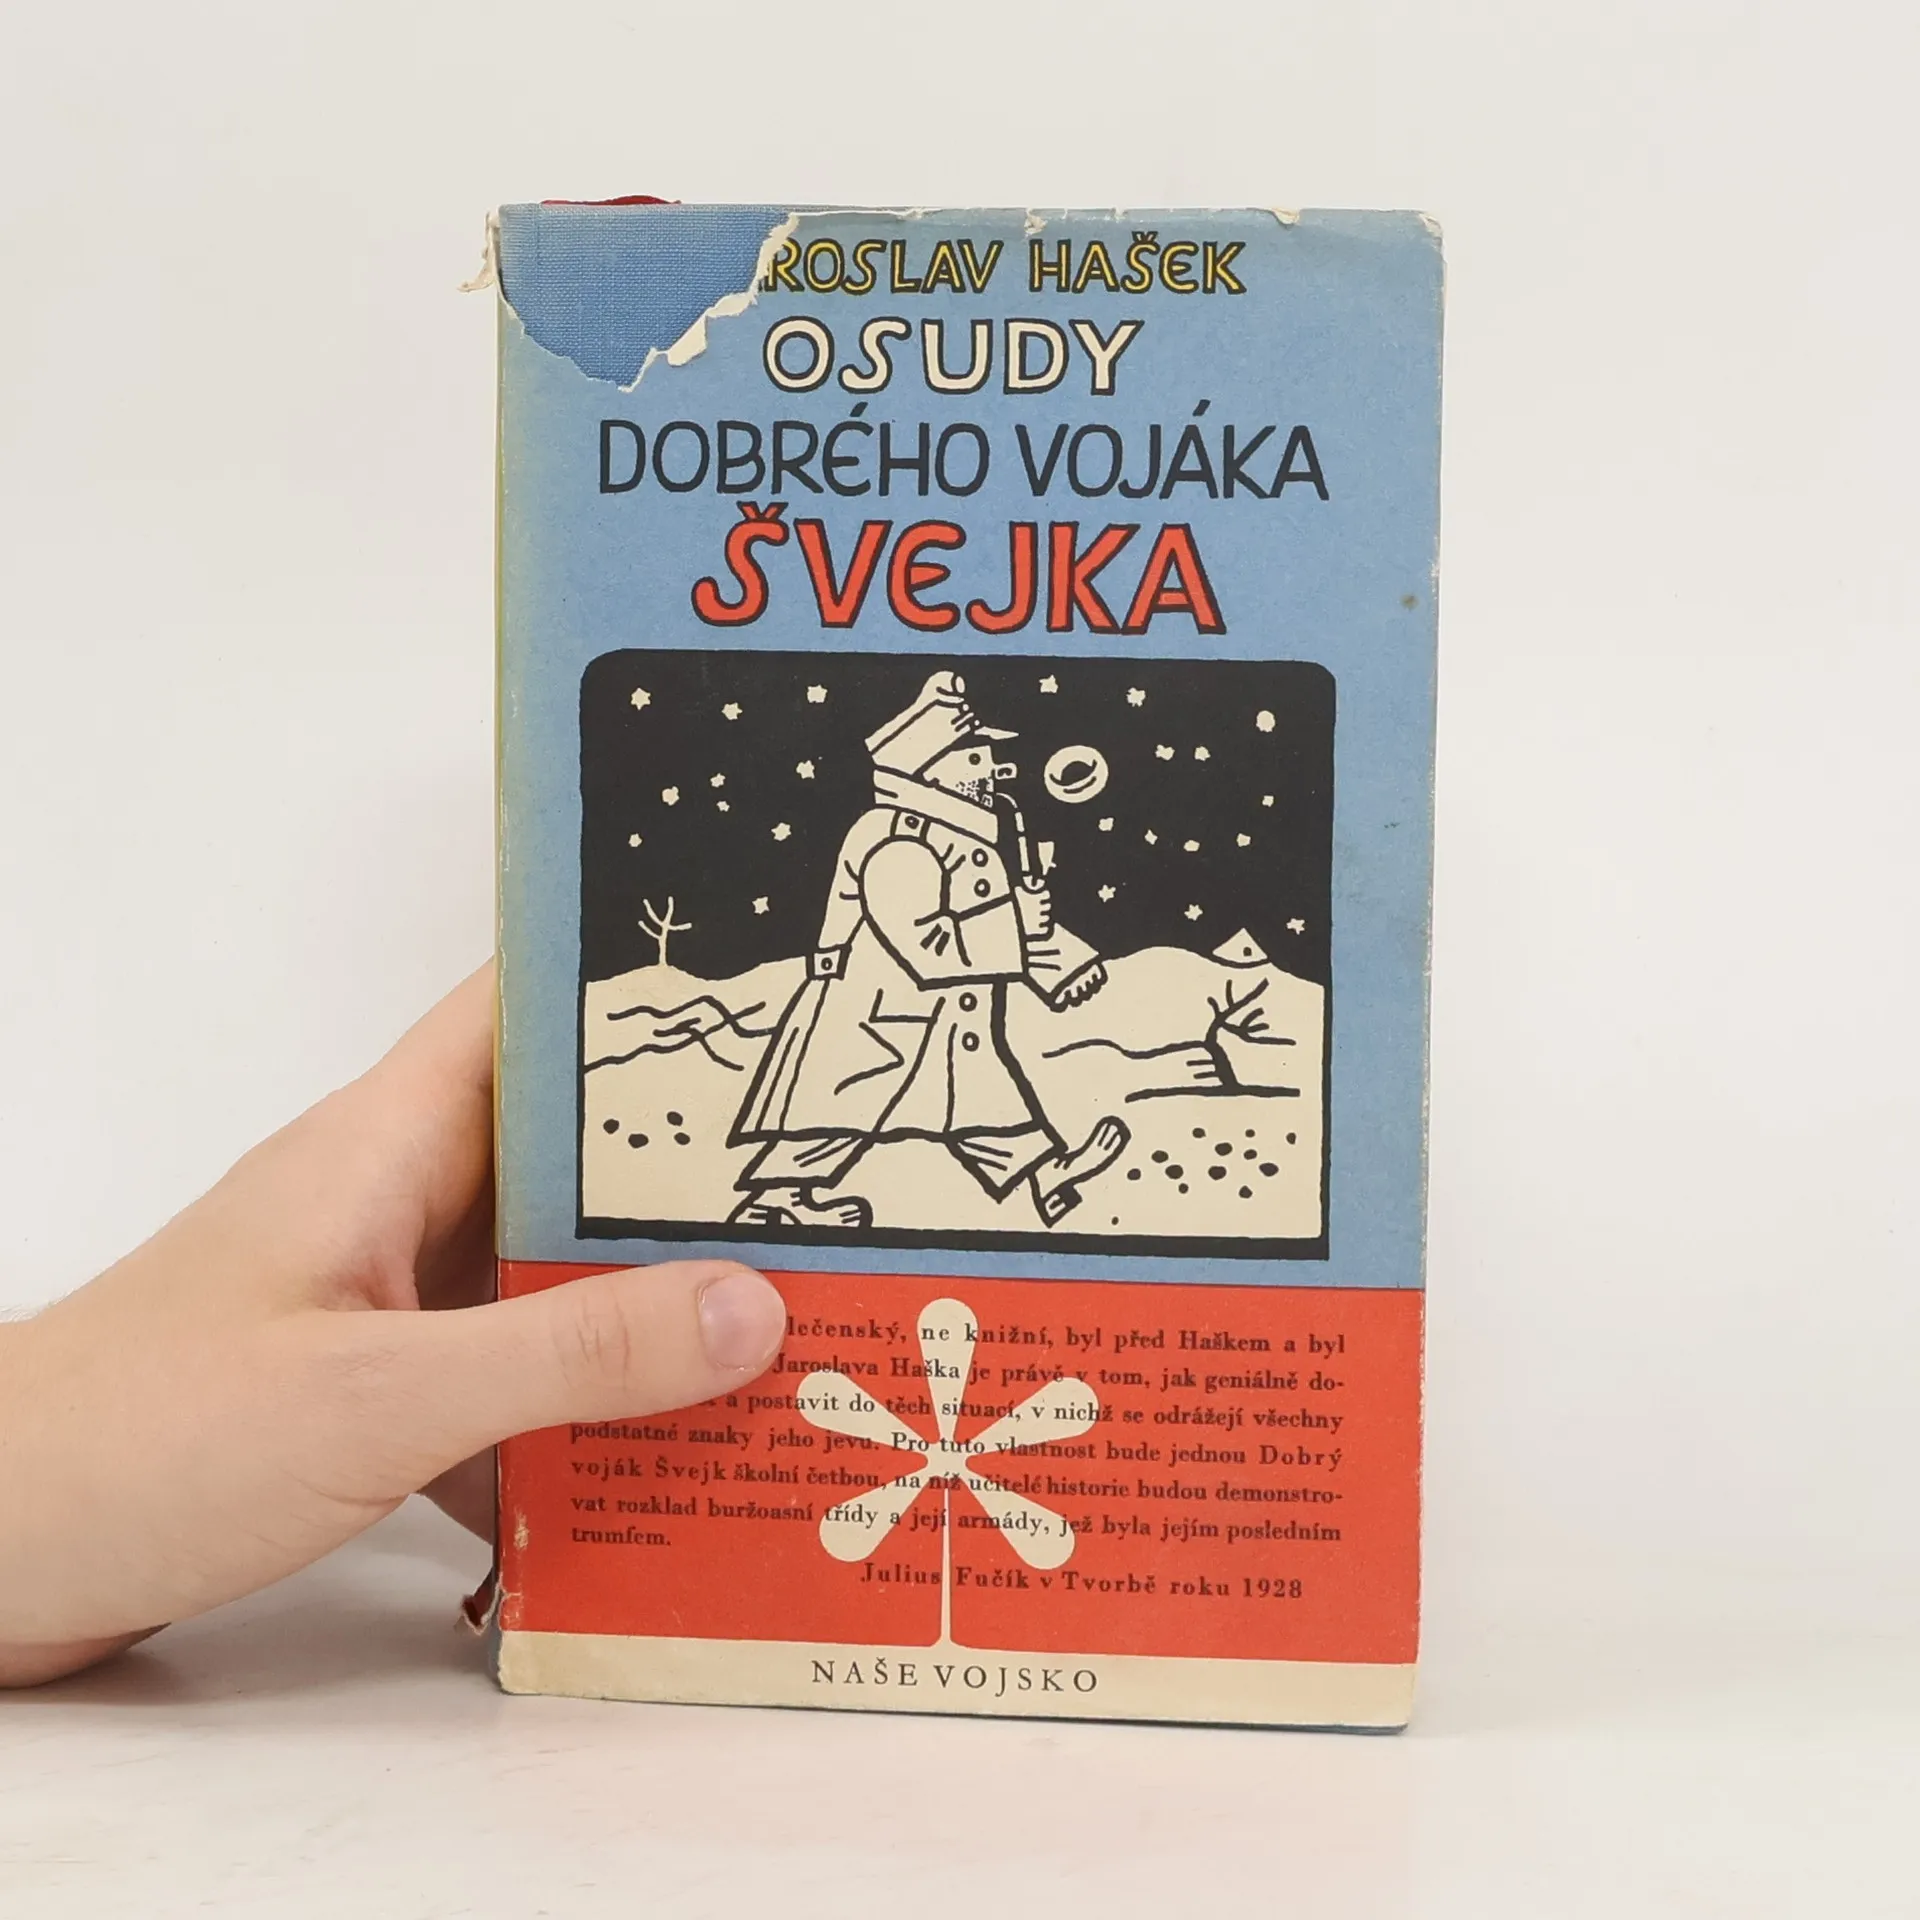 ROSLAV HAŠEK
OSUDY
DOBRÉHO VOJÁKA
ŠVEJKA
lečenský, ne knižní, byl před Haškem a byl
Jaroslava Haška je právě v tom, jak geniálně do-
a postavit do těch situací, v nichž se odrážejí všechny
podstatné znaky jeho jevu. Pro tuto vlastnost bude jednou Dobrý
voják Švejk školní četbou, na níž učitelé historie budou demonstro-
vat rozklad buržoasní třídy a její armády, jež byla jejím posledním
trumfem.
Julius Fučík v Tvorbě roku 1928
NAŠE VOJSKO